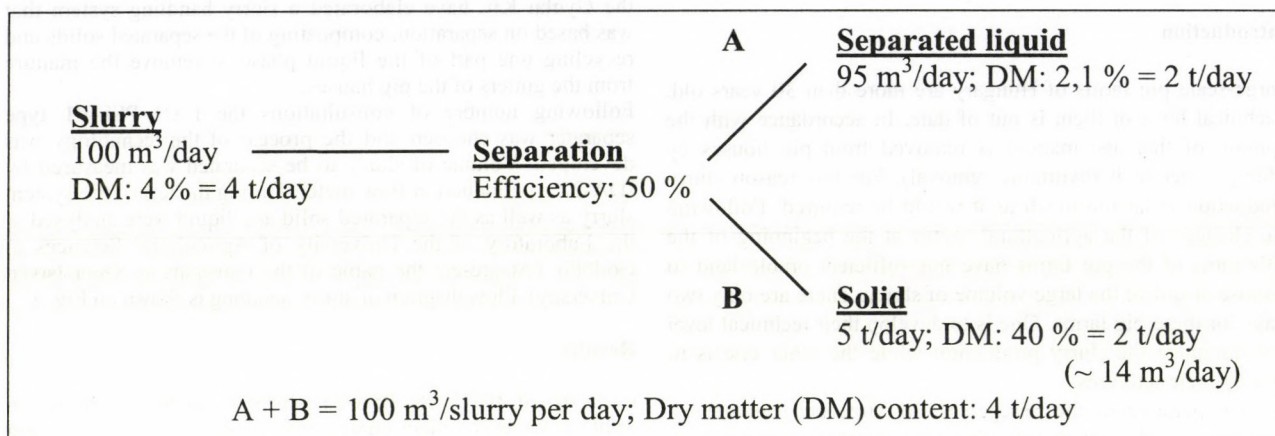 A
Separated liquid
95 m³/day; DM: 2,1 % = 2 t/day
Slurry
100 m³/day,
DM: 4 % = 4 t/day
Separation
Efficiency: 50 %
B
Solid
5 t/day; DM: 40 % = 2 t/day
(~ 14 m³/day)
A + B = 100 m³/slurry per day; Dry matter (DM) content: 4 t/day